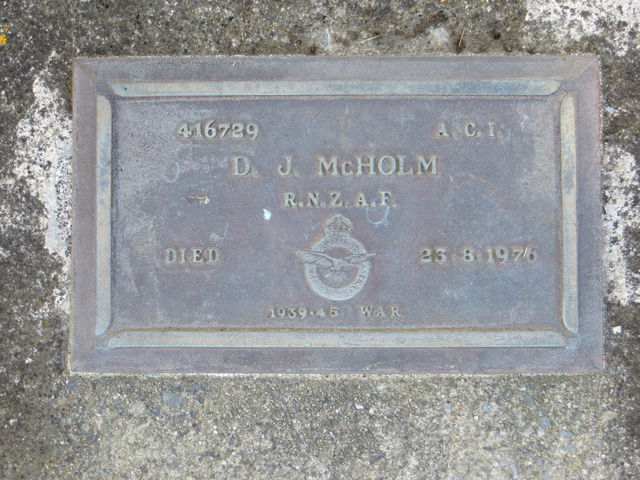 416729 A. C. 1.
D. J. McHOLM
R.N.Z.A.F.
DIED 23·8·1976
1939·45 WAR